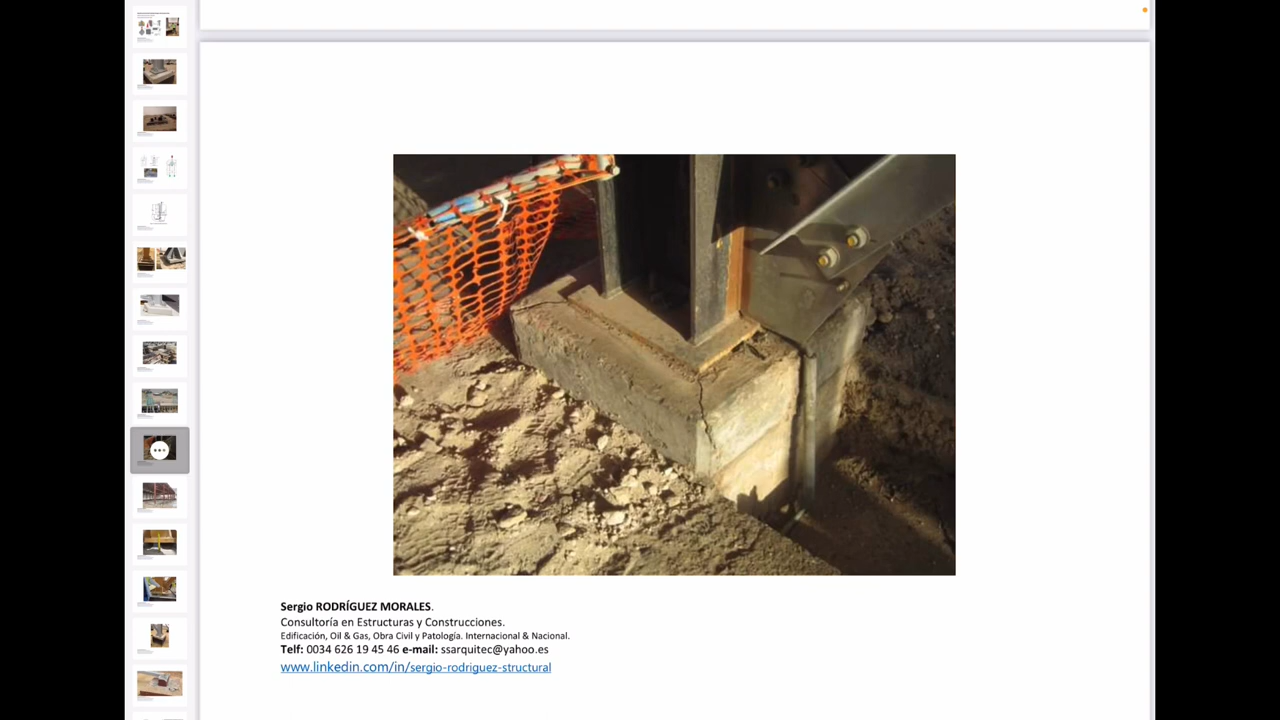 Sergio RODRÍGUEZ MORALES.
Consultoría en Estructuras y Construcciones.
Edificación, Oil & Gas, Obra Civil y Patología. Internacional & Nacional.
Telf: 0034 626 19 45 46 e-mail: ssarquitec@yahoo.es
www.linkedin.com/in/sergio-rodriguez-structural